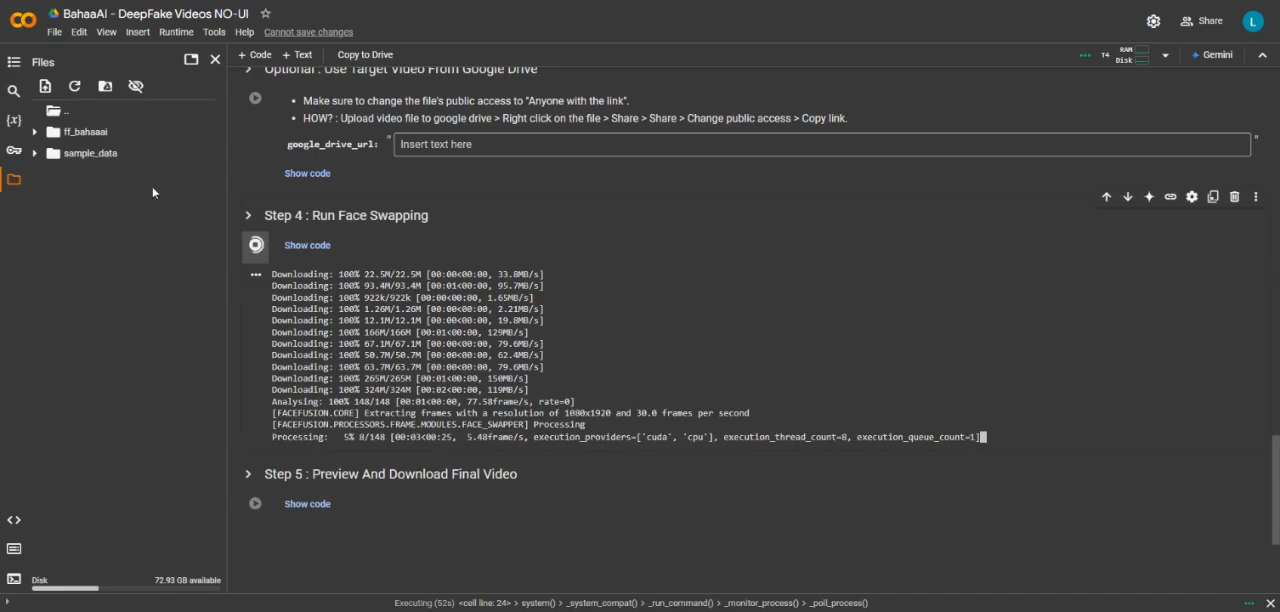 BahaaAI - DeepFake Videos NO-UI
File Edit View Insert Runtime Tools Help Cannot save changes
Share
L
Files
+ Code + Text Copy to Drive
T4 RAM Disk
Gemini
..
ff_bahaaai
sample_data
Optional : Use Target Video From Google Drive
• Make sure to change the file's public access to "Anyone with the link".
• HOW? : Upload video file to google drive > Right click on the file > Share > Share > Change public access > Copy link.
google_drive_url: " Insert text here "
Show code
Step 4 : Run Face Swapping
Show code
Downloading: 100% 22.5M/22.5M [00:00<00:00, 33.8MB/s]
Downloading: 100% 93.4M/93.4M [00:01<00:00, 95.7MB/s]
Downloading: 100% 922k/922k [00:00<00:00, 1.65MB/s]
Downloading: 100% 1.26M/1.26M [00:00<00:00, 2.21MB/s]
Downloading: 100% 12.1M/12.1M [00:00<00:00, 19.8MB/s]
Downloading: 100% 166M/166M [00:01<00:00, 129MB/s]
Downloading: 100% 67.1M/67.1M [00:00<00:00, 79.6MB/s]
Downloading: 100% 50.7M/50.7M [00:00<00:00, 62.4MB/s]
Downloading: 100% 63.7M/63.7M [00:00<00:00, 79.6MB/s]
Downloading: 100% 265M/265M [00:01<00:00, 150MB/s]
Downloading: 100% 324M/324M [00:02<00:00, 119MB/s]
Analysing: 100% 148/148 [00:01<00:00, 77.58frame/s, rate=0]
[FACEFUSION.CORE] Extracting frames with a resolution of 1080x1920 and 30.0 frames per second
[FACEFUSION.PROCESSORS.FRAME.MODULES.FACE_SWAPPER] Processing
Processing: 5% 8/148 [00:03<00:25, 5.48frame/s, execution_providers=['cuda', 'cpu'], execution_thread_count=8, execution_queue_count=1]
Step 5 : Preview And Download Final Video
Show code
Disk 72.93 GB available
Executing (52s) <cell line: 24> > system() > _system_compat() > _run_command() > _monitor_process() > _poll_process()